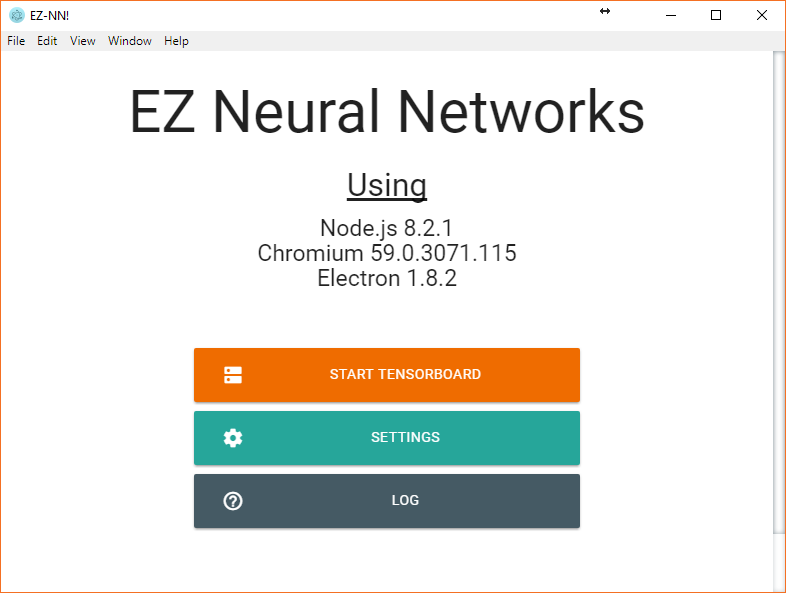 EZ-NN!
File Edit View Window Help
EZ Neural Networks
Using
Node.js 8.2.1
Chromium 59.0.3071.115
Electron 1.8.2
START TENSORBOARD
SETTINGS
LOG